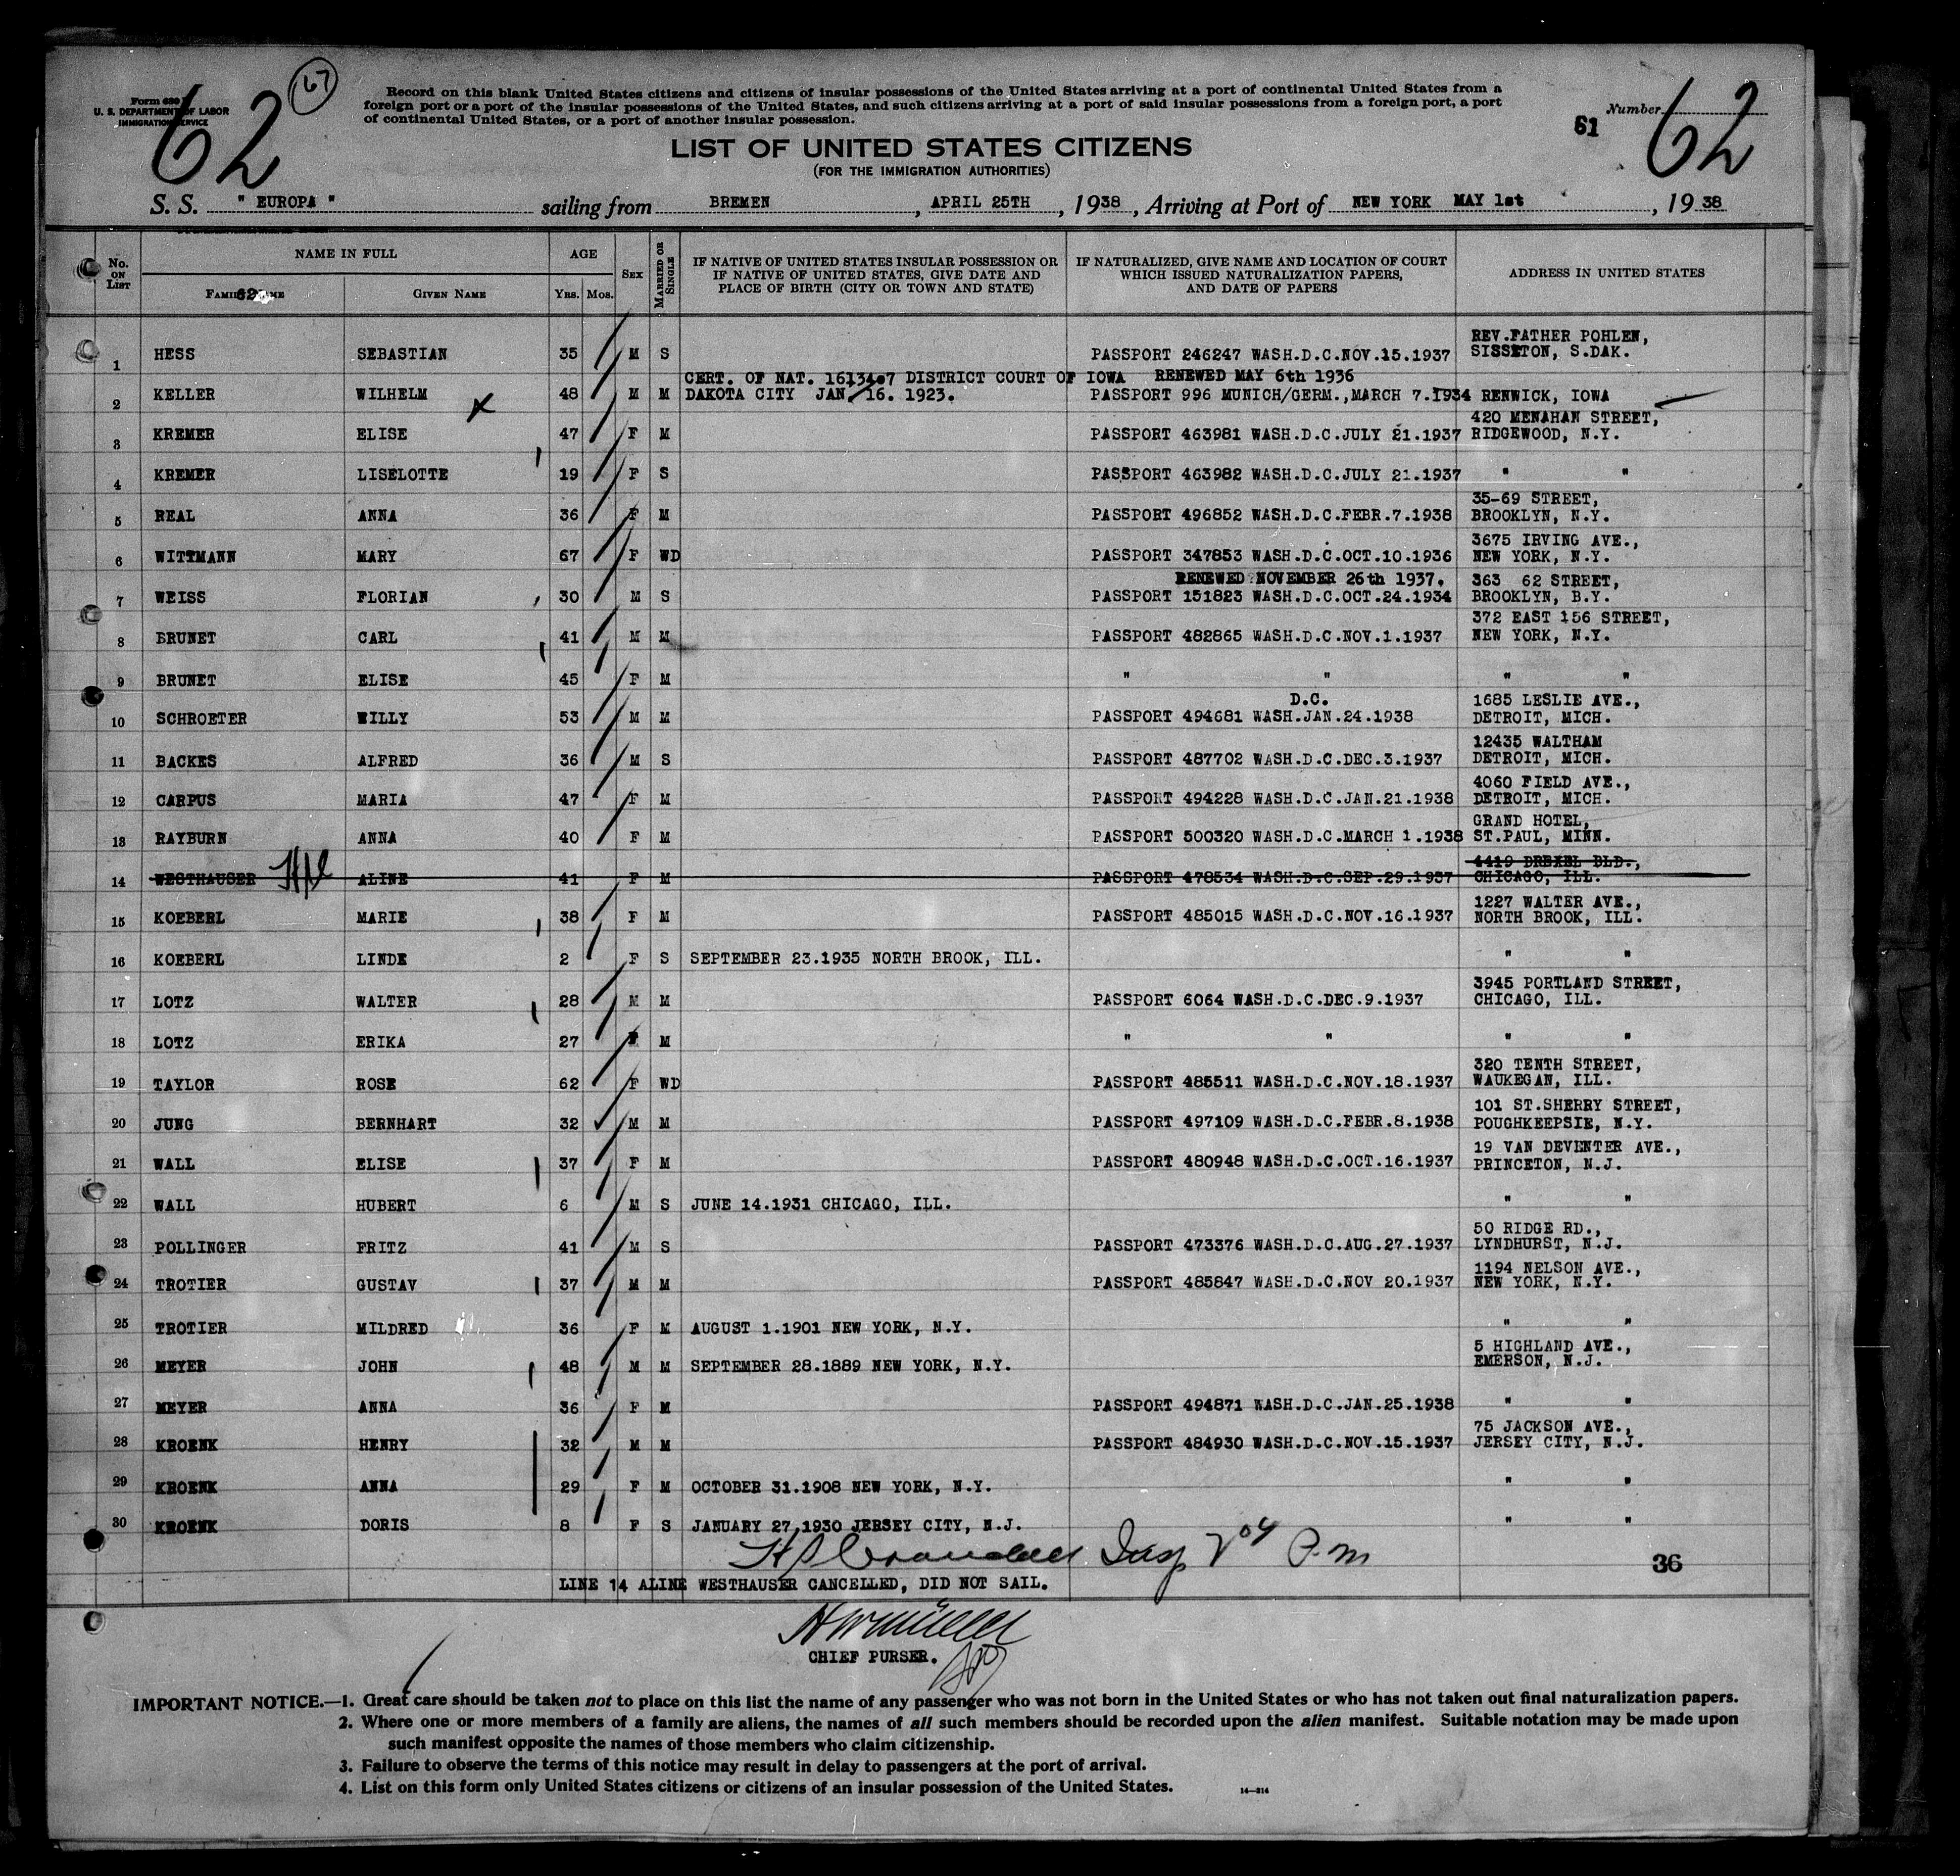 62
67
Form 630
U. S. DEPARTMENT OF LABOR
IMMIGRATION SERVICE
Record on this blank United States citizens and citizens of insular possessions of the United States arriving at a port of continental United States from a
foreign port or a port of the insular possessions of the United States, and such citizens arriving at a port of said insular possessions from a foreign port, a port
of continental United States, or a port of another insular possession.
Number 62
61
LIST OF UNITED STATES CITIZENS
(FOR THE IMMIGRATION AUTHORITIES)
S. S. " EUROPA " sailing from BREMEN, APRIL 25TH, 1938, Arriving at Port of NEW YORK MAY 1st, 1938
No. ON LIST NAME IN FULL FAMILY NAME GIVEN NAME AGE YRS. MOS. SEX MARRIED OR SINGLE IF NATIVE OF UNITED STATES INSULAR POSSESSION OR IF NATIVE OF UNITED STATES, GIVE DATE AND PLACE OF BIRTH (CITY OR TOWN AND STATE) IF NATURALIZED, GIVE NAME AND LOCATION OF COURT WHICH ISSUED NATURALIZATION PAPERS, AND DATE OF PAPERS ADDRESS IN UNITED STATES
REV.FATHER POHLEN,
1 HESS SEBASTIAN 35 M S PASSPORT 246247 WASH.D.C.NOV.15.1937 SISSETON, S.DAK.
CERT. OF NAT. DISTRICT COURT OF IOWA RENEWED MAY 6th 1936
2 KELLER WILHELM 48 M M DAKOTA CITY JAN. 16. 1923. PASSPORT 996 MUNICH/GERM.,MARCH 7.1934 RENWICK, IOWA
420 MENAHAN STREET,
3 KREMER ELISE 47 F M PASSPORT 463981 WASH.D.C.JULY 21.1937 RIDGEWOOD, N.Y.
4 KREMER LISELOTTE 19 F S PASSPORT 463982 WASH.D.C.JULY 21.1937 " "
35-69 STREET,
5 REAL ANNA 36 F M PASSPORT 496852 WASH.D.C.FEBR.7.1938 BROOKLYN, N.Y.
3675 IRVING AVE.,
6 WITTMANN MARY 67 F WD PASSPORT 347853 WASH.D.C.OCT.10.1936 NEW YORK, N.Y.
RENEWED NOVEMBER 26th 1937. 363 62 STREET,
7 WEISS FLORIAN 30 M S PASSPORT 151823 WASH.D.C.OCT.24.1934 BROOKLYN, B.Y.
372 EAST 156 STREET,
8 BRUNET CARL 41 M M PASSPORT 482865 WASH.D.C.NOV.1.1937 NEW YORK, N.Y.
9 BRUNET ELISE 45 F M " " " "
D.C. 1685 LESLIE AVE.,
10 SCHROETER WILLY 53 M M PASSPORT 494681 WASH.JAN.24.1938 DETROIT, MICH.
12435 WALTHAM
11 BACKES ALFRED 36 M S PASSPORT 487702 WASH.D.C.DEC.3.1937 DETROIT, MICH.
4060 FIELD AVE.,
12 CARPUS MARIA 47 F M PASSPORT 494228 WASH.D.C.JAN.21.1938 DETROIT, MICH.
GRAND HOTEL,
13 RAYBURN ANNA 40 F M PASSPORT 500320 WASH.D.C.MARCH 1.1938 ST.PAUL, MINN.
4419 DREXEL BLD.,
14 WESTHAUSER ALINE 41 F M PASSPORT 478534 WASH.D.C.SEP.29.1937 CHICAGO, ILL.
1227 WALTER AVE.,
15 KOEBERL MARIE 38 F M PASSPORT 485015 WASH.D.C.NOV.16.1937 NORTH BROOK, ILL.
16 KOEBERL LINDE 2 F S SEPTEMBER 23.1935 NORTH BROOK, ILL. " "
3945 PORTLAND STREET,
17 LOTZ WALTER 28 M M PASSPORT 6064 WASH.D.C.DEC.9.1937 CHICAGO, ILL.
18 LOTZ ERIKA 27 F M " " " "
320 TENTH STREET,
19 TAYLOR ROSE 62 F WD PASSPORT 485511 WASH.D.C.NOV.18.1937 WAUKEGAN, ILL.
101 ST.SHERRY STREET,
20 JUNG BERNHART 32 M M PASSPORT 497109 WASH.D.C.FEBR.8.1938 POUGHKEEPSIE, N.Y.
19 VAN DEVENTER AVE.,
21 WALL ELISE 37 F M PASSPORT 480948 WASH.D.C.OCT.16.1937 PRINCETON, N.J.
22 WALL HUBERT 6 M S JUNE 14.1931 CHICAGO, ILL. " "
50 RIDGE RD.,
23 POLLINGER FRITZ 41 M S PASSPORT 473376 WASH.D.C.AUG.27.1937 LYNDHURST, N.J.
1194 NELSON AVE.,
24 TROTIER GUSTAV 37 M M PASSPORT 485847 WASH.D.C.NOV 20.1937 NEW YORK, N.Y.
25 TROTIER MILDRED 36 F M AUGUST 1.1901 NEW YORK, N.Y. " "
5 HIGHLAND AVE.,
26 MEYER JOHN 48 M M SEPTEMBER 28.1889 NEW YORK, N.Y. EMERSON, N.J.
27 MEYER ANNA 36 F M PASSPORT 494871 WASH.D.C.JAN.25.1938 " "
75 JACKSON AVE.,
28 KROENK HENRY 32 M M PASSPORT 484930 WASH.D.C.NOV.15.1937 JERSEY CITY, N.J.
29 KROENK ANNA 29 F M OCTOBER 31.1908 NEW YORK, N.Y. " "
30 KROENK DORIS 8 F S JANUARY 27,1930 JERSEY CITY, N.J. " "
Insp P.M
36
LINE 14 ALINE WESTHAUSER CANCELLED, DID NOT SAIL.
CHIEF PURSER.
IMPORTANT NOTICE.—1. Great care should be taken not to place on this list the name of any passenger who was not born in the United States or who has not taken out final naturalization papers.
2. Where one or more members of a family are aliens, the names of all such members should be recorded upon the alien manifest. Suitable notation may be made upon
such manifest opposite the names of those members who claim citizenship.
3. Failure to observe the terms of this notice may result in delay to passengers at the port of arrival.
4. List on this form only United States citizens or citizens of an insular possession of the United States.
14—214